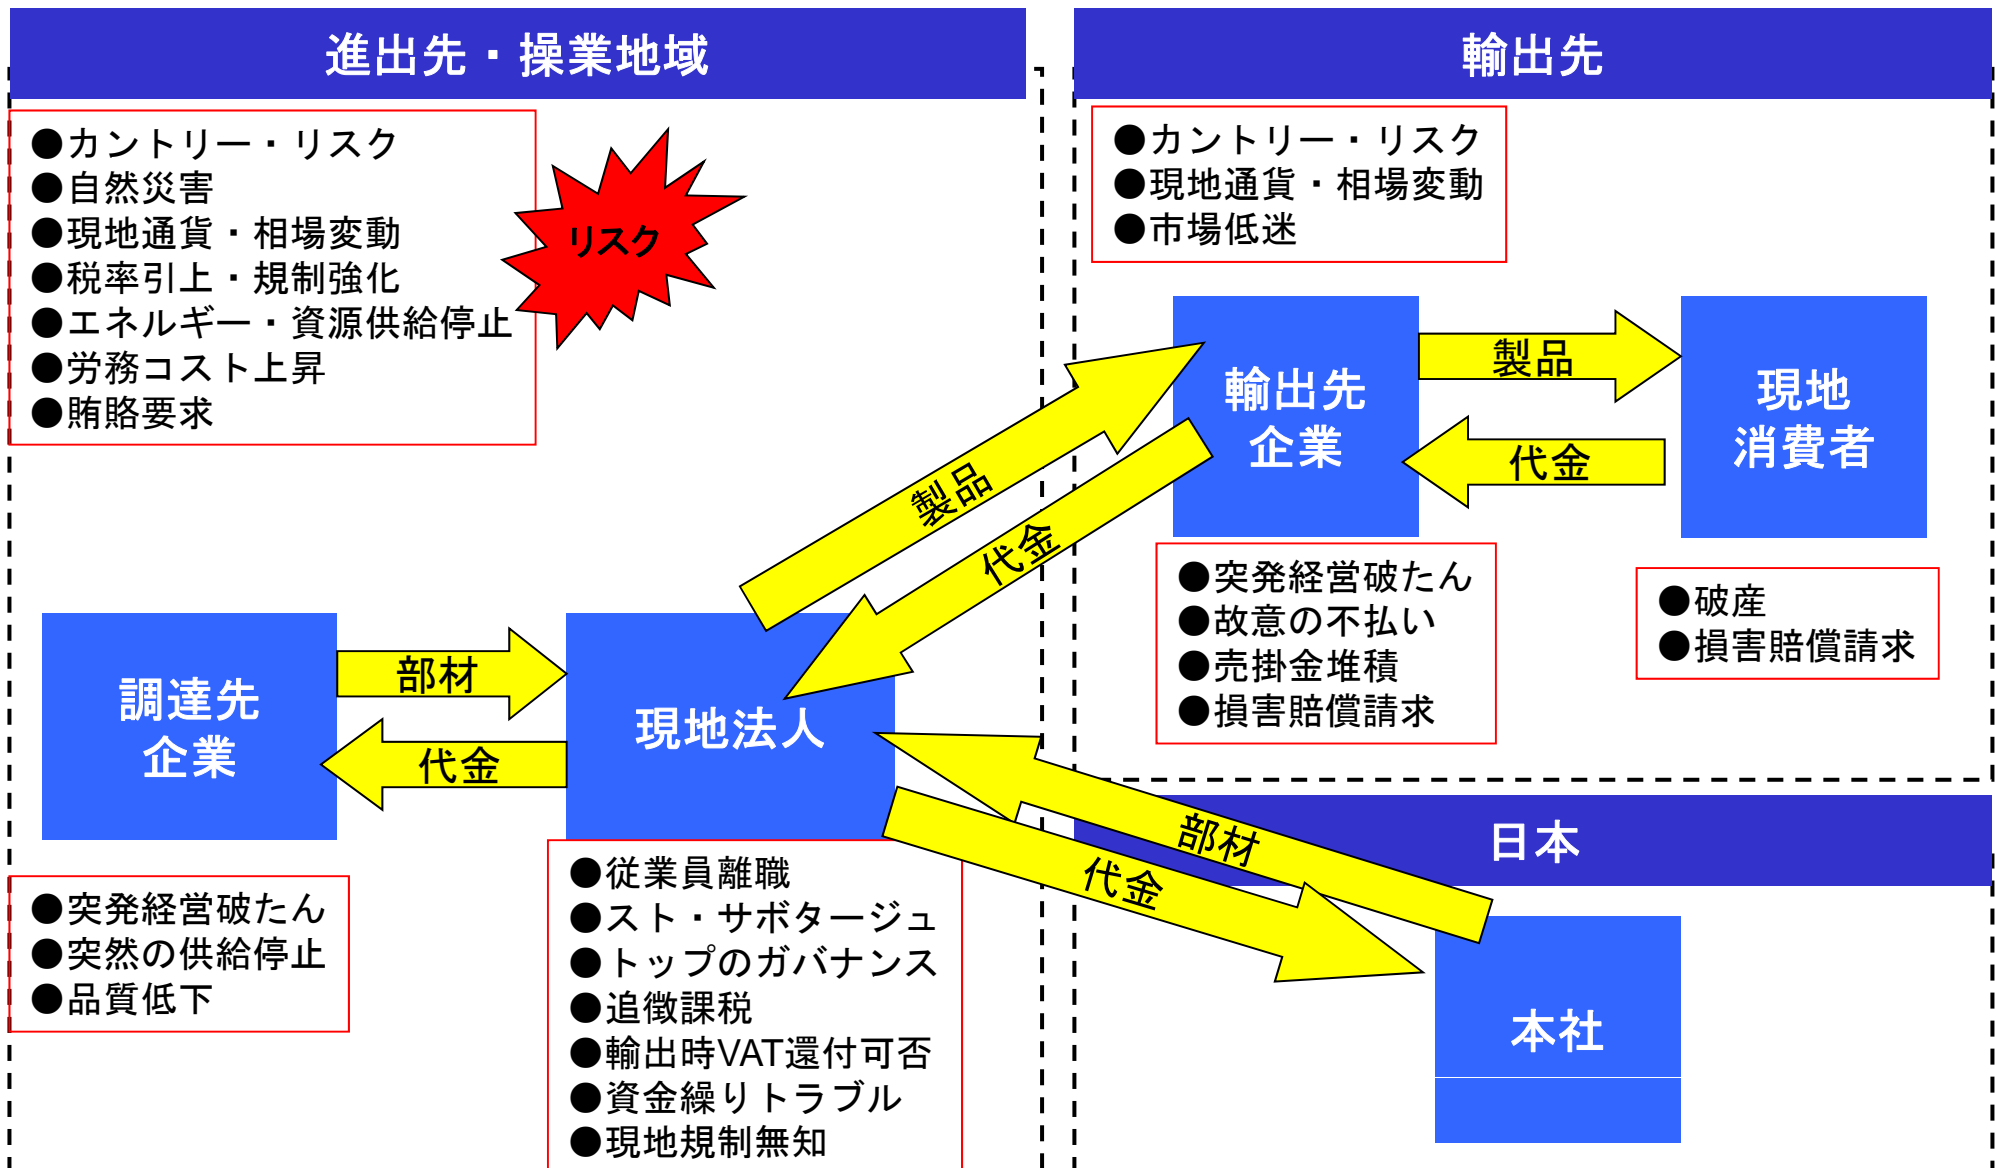 進出先・操業地域
●カントリー・リスク
●自然災害
●現地通貨・相場変動
●税率引上・規制強化
●エネルギー・資源供給停止
●労務コスト上昇
●賄賂要求
リスク
輸出先
●カントリー・リスク
●現地通貨・相場変動
●市場低迷
輸出先
企業
製品
代金
現地
消費者
製品
代金
●突発経営破たん
●故意の不払い
●売掛金堆積
●損害賠償請求
●破産
●損害賠償請求
調達先
企業
部材
代金
現地法人
●突発経営破たん
●突然の供給停止
●品質低下
●従業員離職
●スト・サボタージュ
●トップのガバナンス
●追徴課税
●輸出時VAT還付可否
●資金繰りトラブル
●現地規制無知
日本
部材
代金
本社